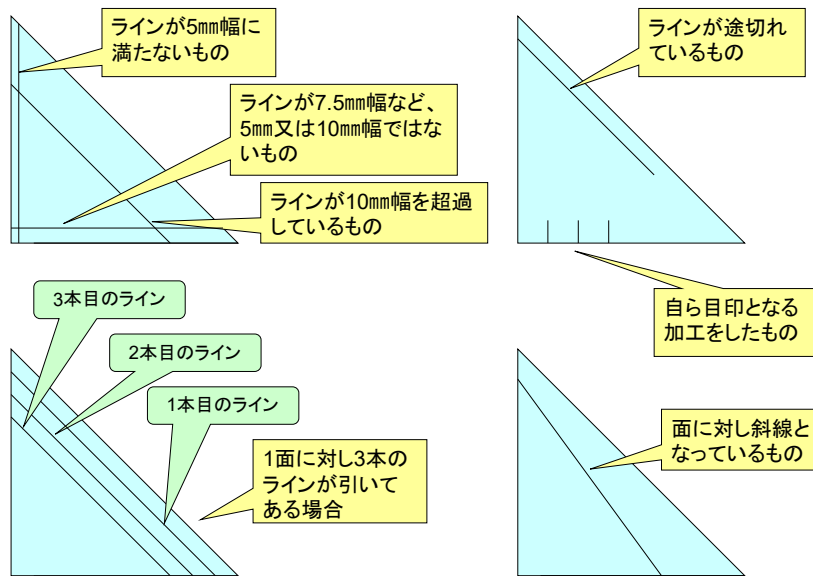 ラインが5㎜幅に
満たないもの
ラインが7.5㎜幅など、
5㎜又は10㎜幅ではな
いもの
ラインが10㎜幅を超過
しているもの
ラインが途切れ
ているもの
自ら目印となる
加工をしたもの
3本目のライン
2本目のライン
1本目のライン
1面に対し3本の
ラインが引いて
ある場合
面に対し斜線と
なっているもの